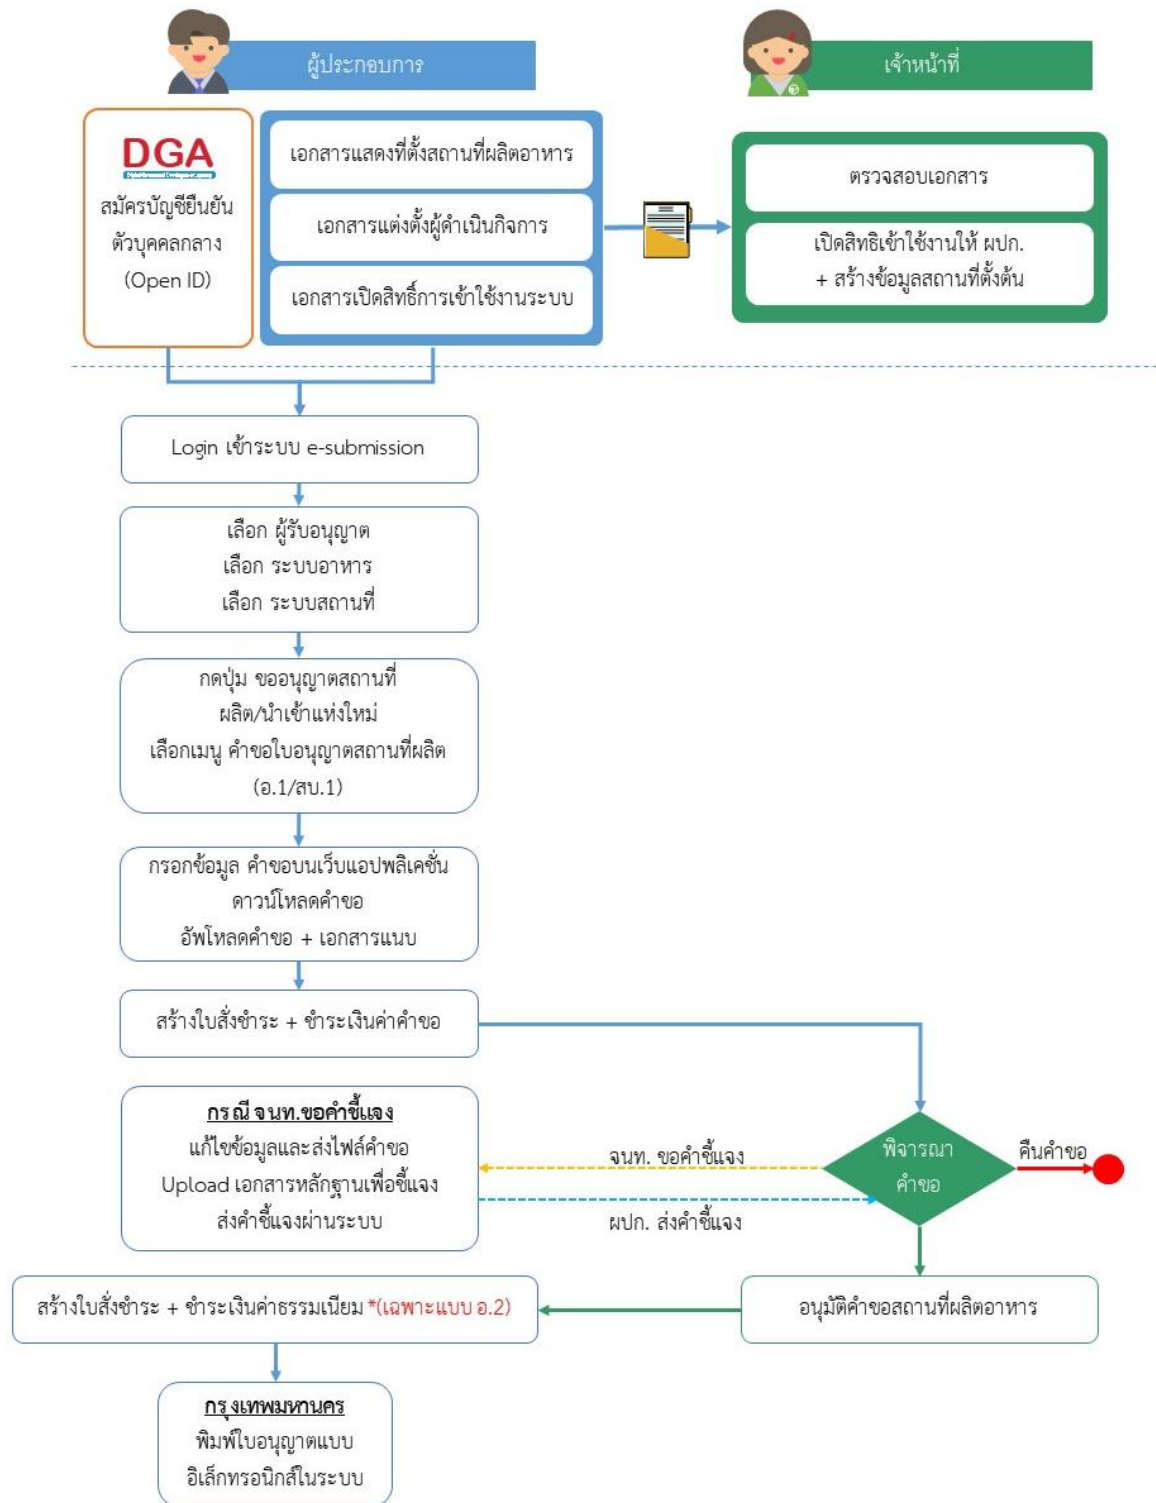 ผู้ประกอบการ
เจ้าหน้าที่
DGA
สมัครบัญชียืนยัน
ตัวบุคคลกลาง
(Open ID)
เอกสารแสดงที่ตั้งสถานที่ผลิตอาหาร
เอกสารแต่งตั้งผู้ดำเนินกิจการ
เอกสารเปิดสิทธิ์การเข้าใช้งานระบบ
ตรวจสอบเอกสาร
เปิดสิทธิเข้าใช้งานให้ ผปก.
+ สร้างข้อมูลสถานที่ตั้งต้น
Login เข้าระบบ e-submission
เลือก ผู้รับอนุญาต
เลือก ระบบอาหาร
เลือก ระบบสถานที่
กดปุ่ม ขออนุญาตสถานที่
ผลิต/นำเข้าแห่งใหม่
เลือกเมนู คำขอใบอนุญาตสถานที่ผลิต
(อ.1/สบ.1)
กรอกข้อมูล คำขอบนเว็บแอปพลิเคชั่น
ดาวน์โหลดคำขอ
อัพโหลดคำขอ + เอกสารแนบ
สร้างใบสั่งชำระ + ชำระเงินค่าคำขอ
กรณี จนท.ขอคำชี้แจง
แก้ไขข้อมูลและส่งไฟล์คำขอ
Upload เอกสารหลักฐานเพื่อชี้แจง
ส่งคำชี้แจงผ่านระบบ
จนท. ขอคำชี้แจง
ผปก. ส่งคำชี้แจง
พิจารณา
คำขอ
คืนคำขอ
สร้างใบสั่งชำระ + ชำระเงินค่าธรรมเนียม *(เฉพาะแบบ อ.2)
อนุมัติคำขอสถานที่ผลิตอาหาร
กรุงเทพมหานคร
พิมพ์ใบอนุญาตแบบ
อิเล็กทรอนิกส์ในระบบ